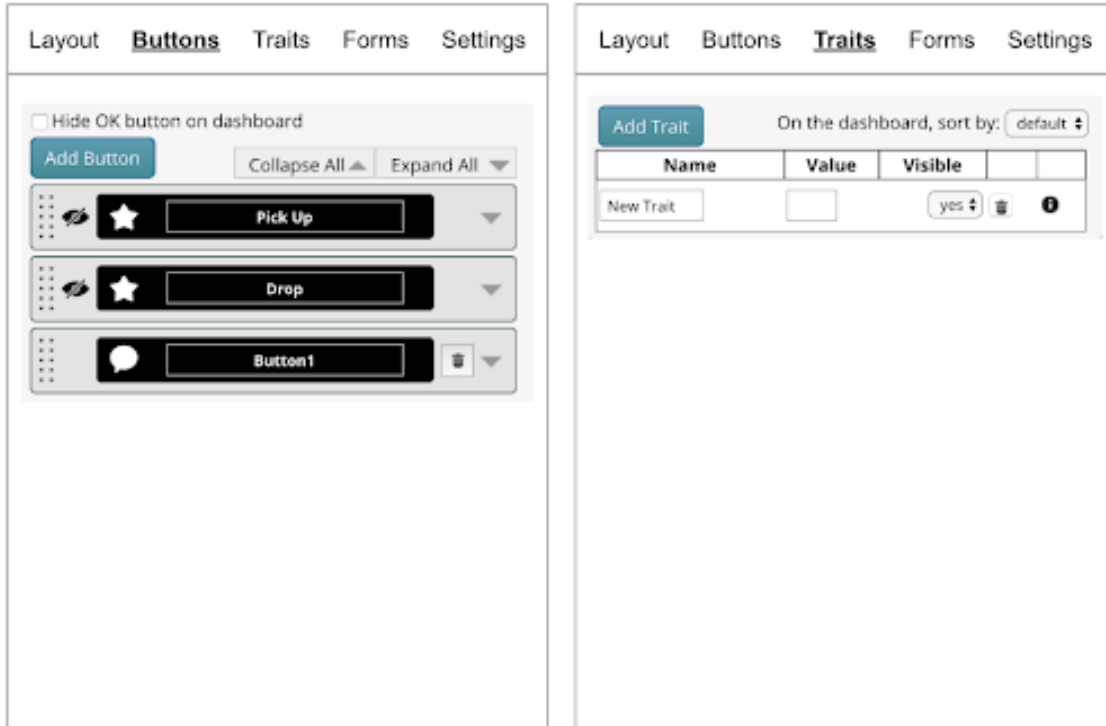 Layout Buttons Traits Forms Settings
Hide OK button on dashboard
Add Button
Collapse All Expand All
Pick Up
Drop
Button1
Layout Buttons Traits Forms Settings
Add Trait On the dashboard, sort by: default
Name Value Visible
New Trait yes